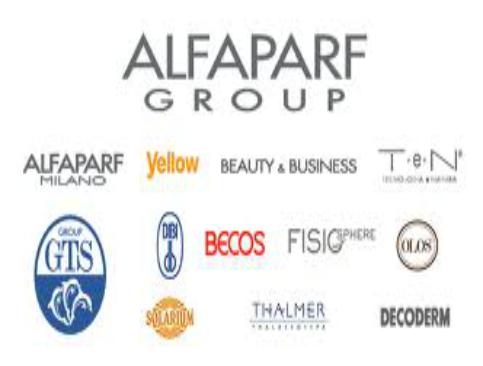 ALFAPARF
GROUP
ALFAPARF
MILANO
Yellow
BEAUTY & BUSINESS
T·e·N®
GROUP
GTS
DIBI
BECOS
FISIOSPHERE
OLOS
SOLARIUM
THALMER
DECODERM